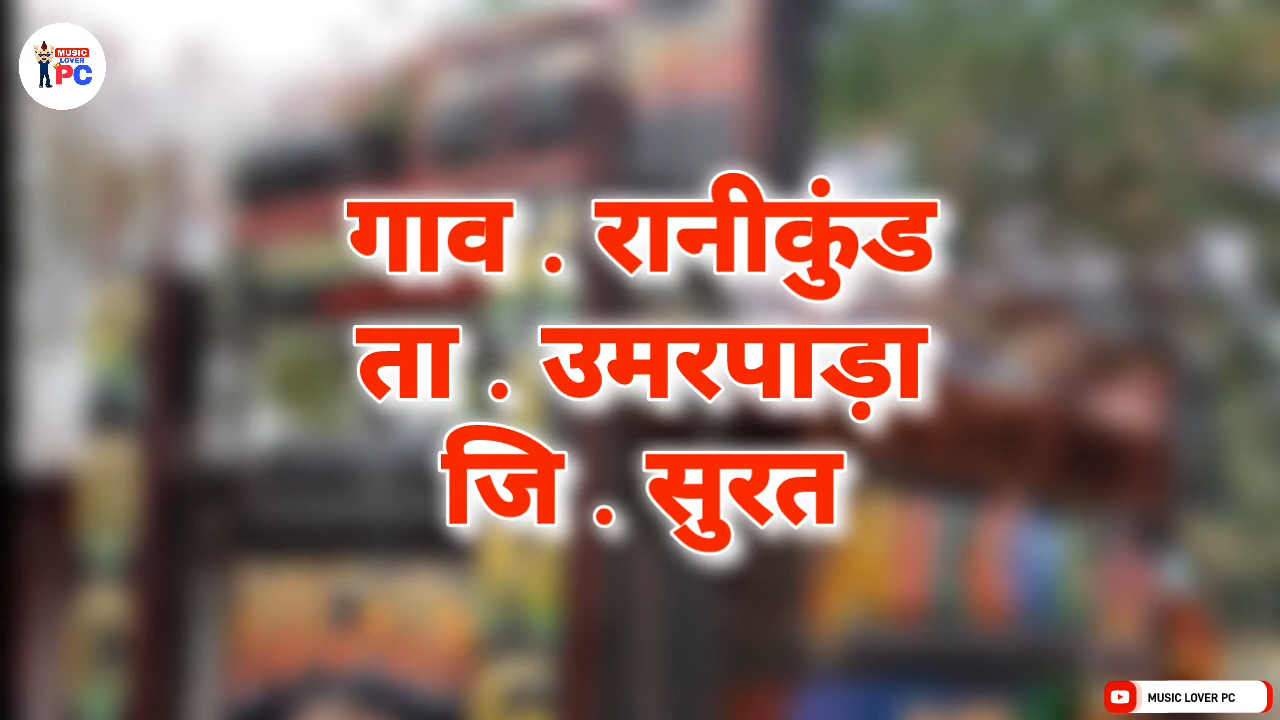 MUSIC
LOVER
PC
गाव . रानीकुंड
ता . उमरपाड़ा
जि . सुरत
MUSIC LOVER PC